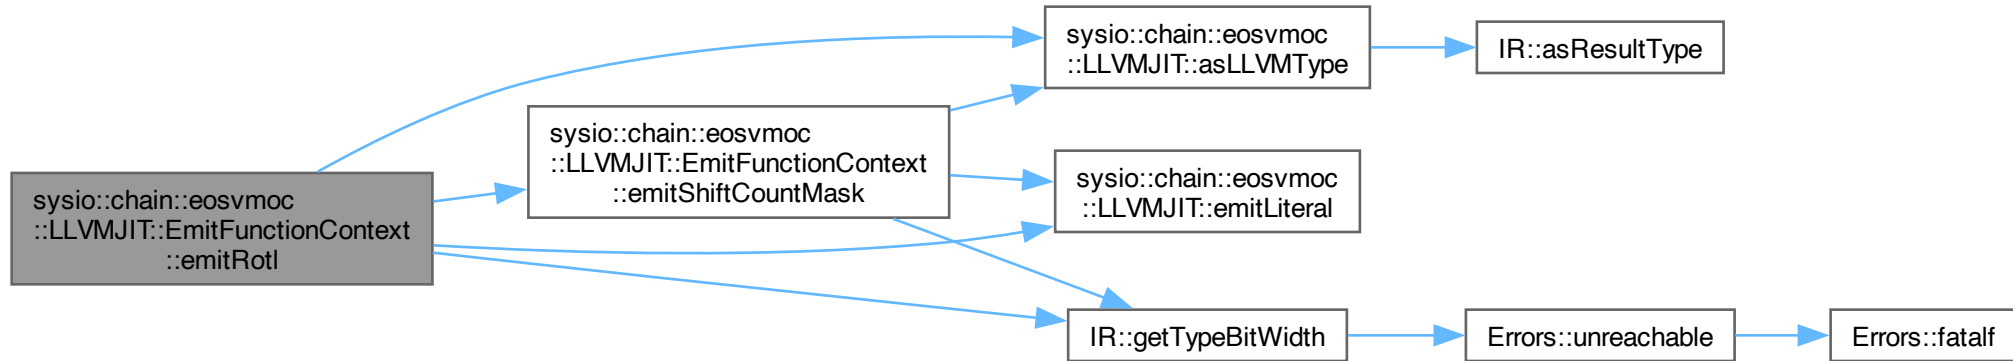 sysio::chain::eosvmoc
::LLVMJIT::EmitFunctionContext
::emitRotl
sysio::chain::eosvmoc
::LLVMJIT::EmitFunctionContext
::emitShiftCountMask
sysio::chain::eosvmoc
::LLVMJIT::asLLVMType
IR::asResultType
sysio::chain::eosvmoc
::LLVMJIT::emitLiteral
IR::getTypeBitWidth
Errors::unreachable
Errors::fatalf